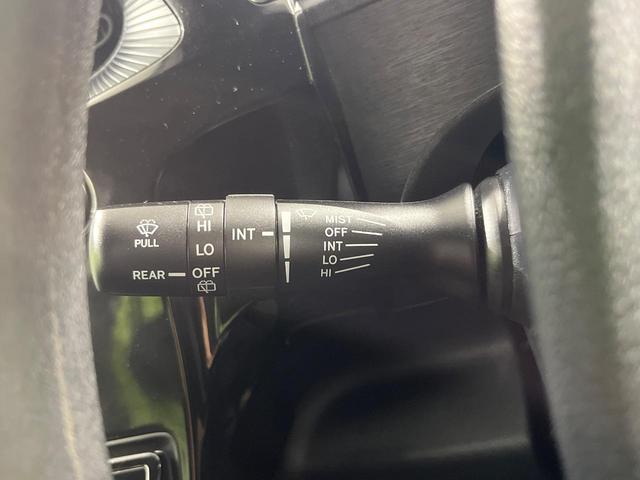 PULL
REAR
HI
LO
OFF
INT
MIST
OFF
INT
LO
HI